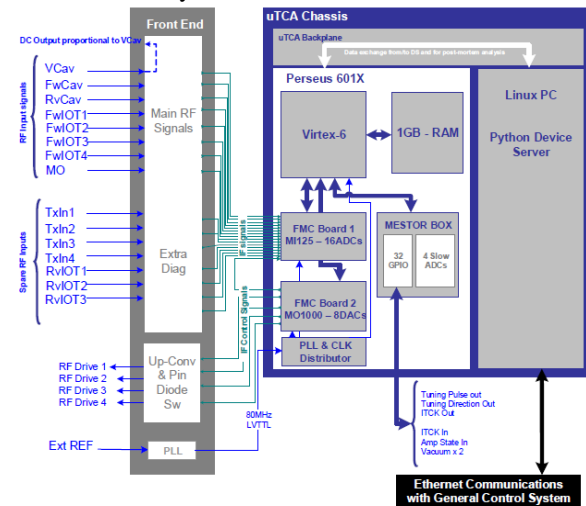 Front End
DC Output proportional to VCav
RF Input signals
VCav
FwCav
RvCav
FwIOT1
FwIOT2
FwIOT3
FwIOT4
MO
Main RF
Signals
Spare RF Inputs
TxIn1
TxIn2
TxIn3
TxIn4
RvIOT1
RvIOT2
RvIOT3
Extra
Diag
RF Drive 1
RF Drive 2
RF Drive 3
RF Drive 4
Up-Conv
& Pin
Diode
Sw
Ext REF
PLL
IF signals
IF Control Signals
80MHz
LVTTL
uTCA Chassis
uTCA Backplane
Data exchange from/to OS and for post-mortem analysis
Perseus 601X
Virtex-6
1GB - RAM
FMC Board 1
MI125 – 16ADCs
FMC Board 2
MO1000 – 8DACs
PLL & CLK
Distributor
MESTOR BOX
32
GPIO
4 Slow
ADCs
Linux PC
Python Device
Server
Tuning Pulse out
Tuning Direction Out
ITCK Out
ITCK In
Amp State In
Vacuum x 2
Ethernet Communications
with General Control System